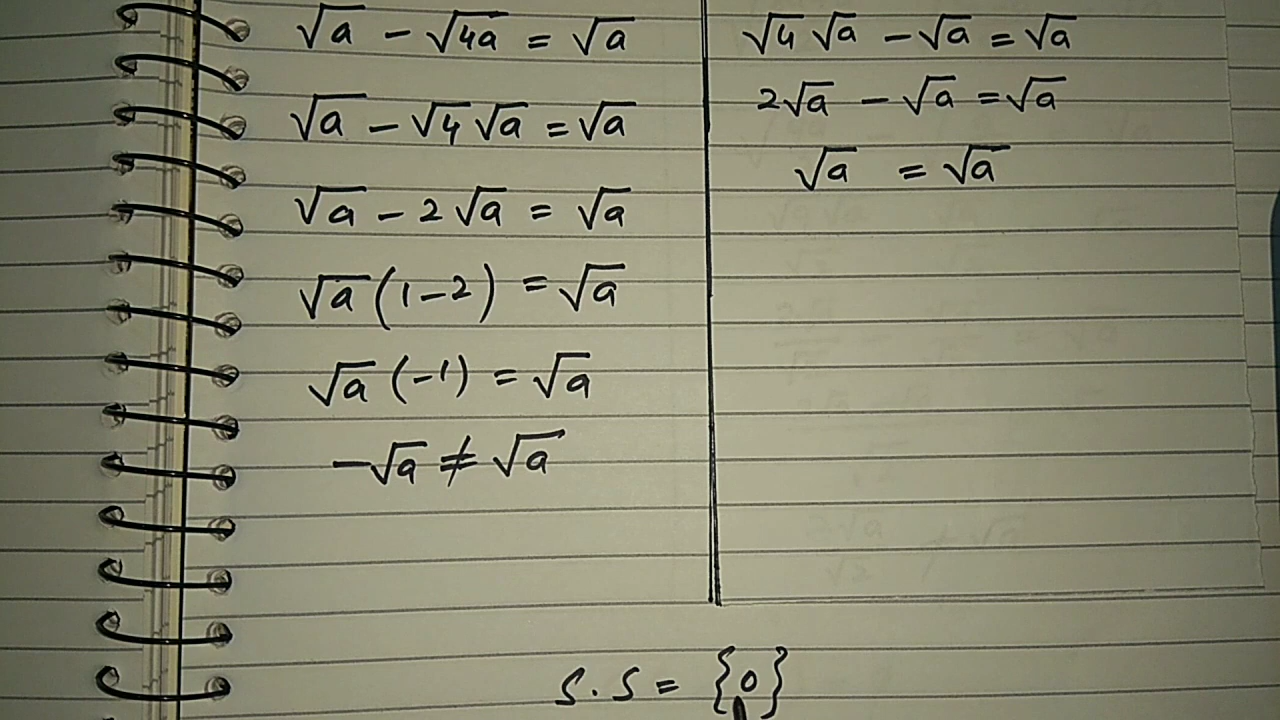 √a - √4a = √a
√a - √4 √a = √a
√a - 2 √a = √a
√a (1-2) = √a
√a (-1) = √a
-√a ≠ √a
√4 √a - √a = √a
2√a - √a = √a
√a = √a
S.S = {0}